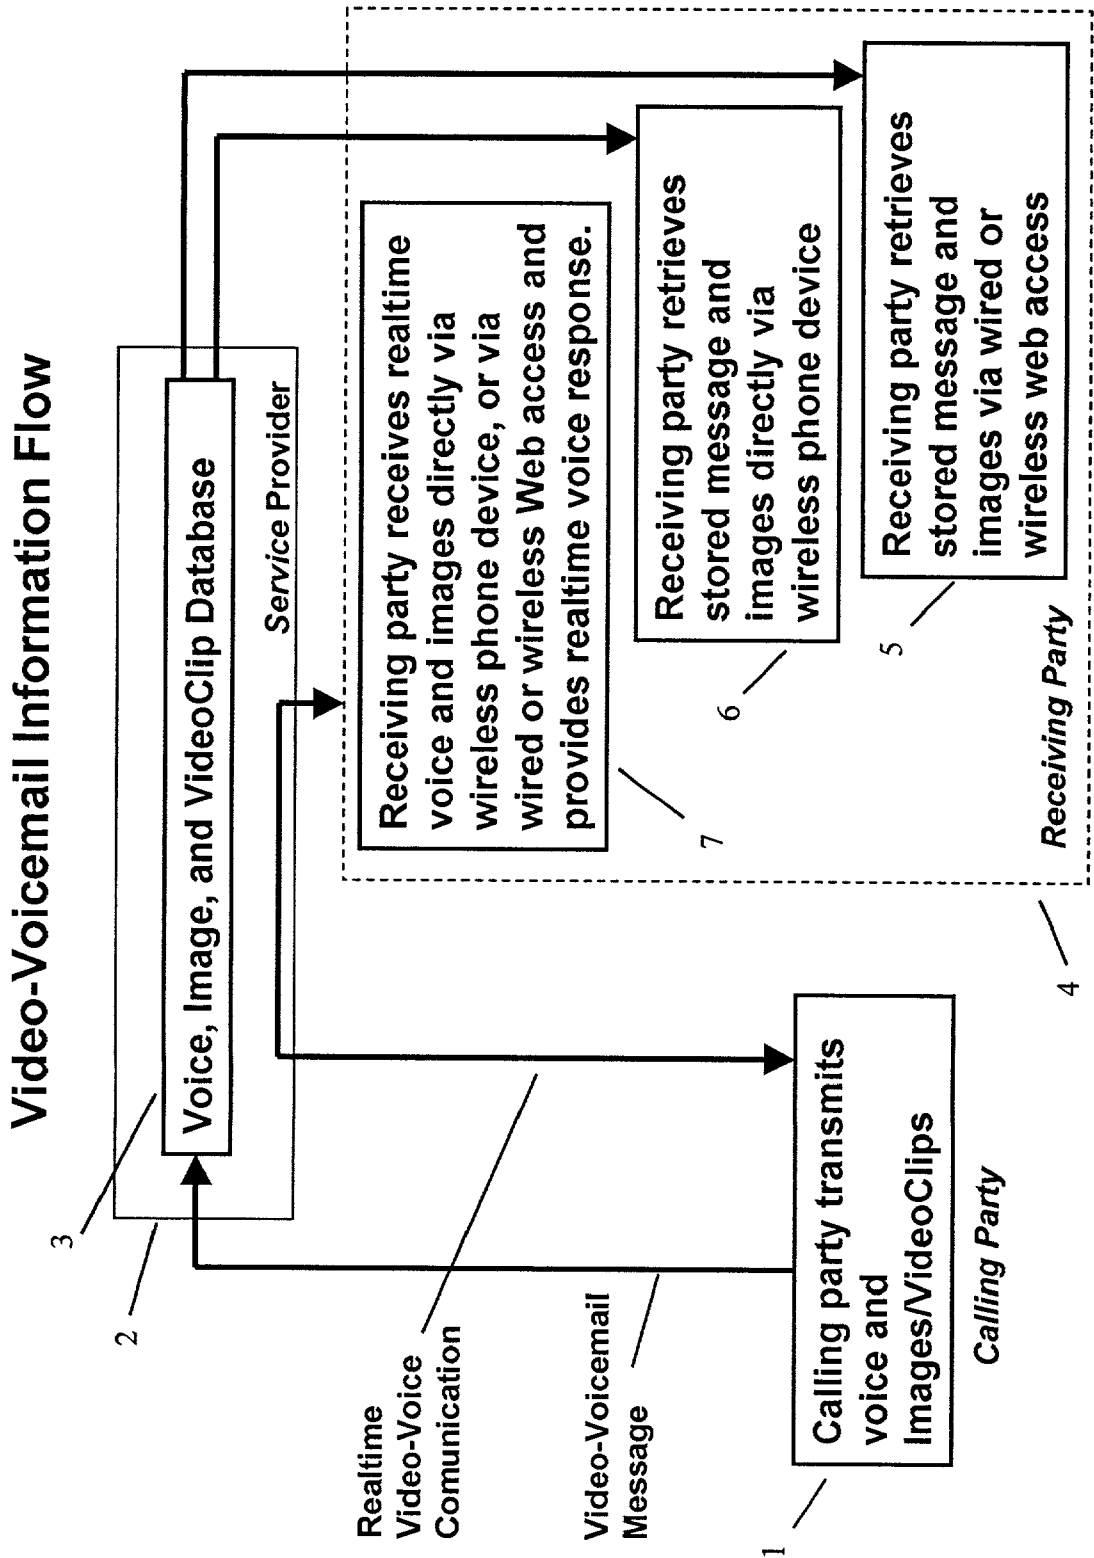 Video-Voicemail Information Flow
3
2
Voice, Image, and VideoClip Database
Service Provider
Realtime
Video-Voice
Comunication
Video-Voicemail
Message
Receiving party receives realtime
voice and images directly via
wireless phone device, or via
wired or wireless Web access and
provides realtime voice response.
7
Receiving party retrieves
stored message and
images directly via
wireless phone device
6
Receiving party retrieves
stored message and
images via wired or
wireless web access
5
Receiving Party
4
Calling party transmits
voice and
Images/VideoClips
Calling Party
1